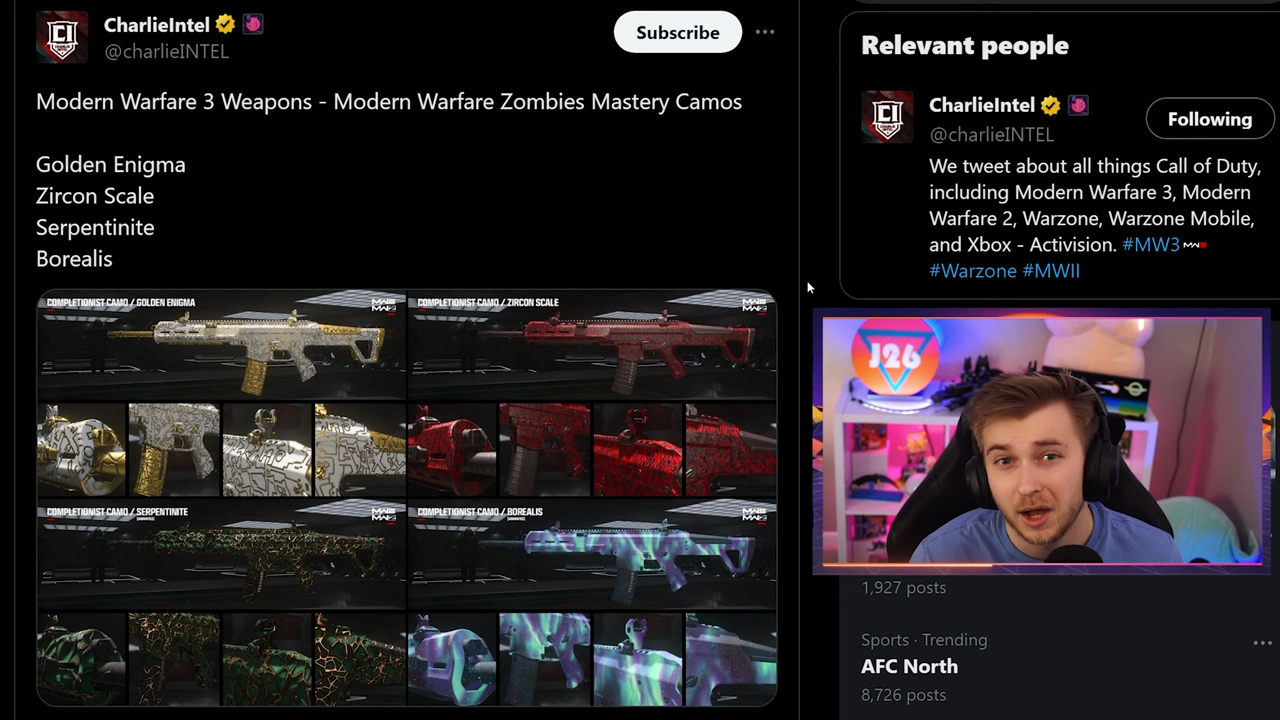 CharlieIntel
@charlieINTEL
Subscribe
Modern Warfare 3 Weapons - Modern Warfare Zombies Mastery Camos
Golden Enigma
Zircon Scale
Serpentinite
Borealis
COMPLETIONIST CAMO / GOLDEN ENIGMA
COMPLETIONIST CAMO / ZIRCON SCALE
COMPLETIONIST CAMO / SERPENTINITE
COMPLETIONIST CAMO / BOREALIS
Relevant people
CharlieIntel
@charlieINTEL
Following
We tweet about all things Call of Duty,
including Modern Warfare 3, Modern
Warfare 2, Warzone, Warzone Mobile,
and Xbox - Activision. #MW3
#Warzone #MWII
J26
1,927 posts
Sports · Trending
AFC North
8,726 posts